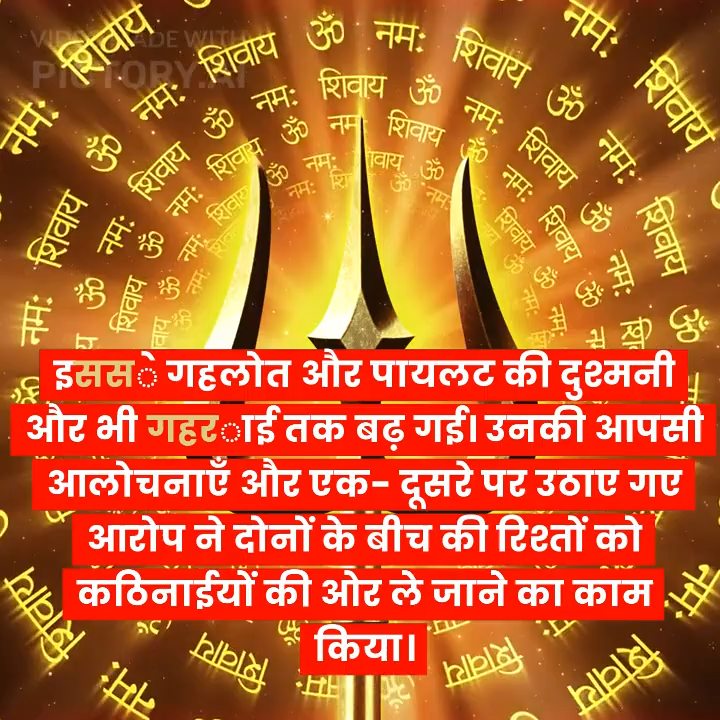 VIDEO MADE WITH
PICTORY.AI
ॐ नमः शिवाय
इससे गहलोत और पायलट की दुश्मनी
और भी गहराई तक बढ़ गई। उनकी आपसी
आलोचनाएँ और एक- दूसरे पर उठाए गए
आरोप ने दोनों के बीच की रिश्तों को
कठिनाईयों की ओर ले जाने का काम
किया।